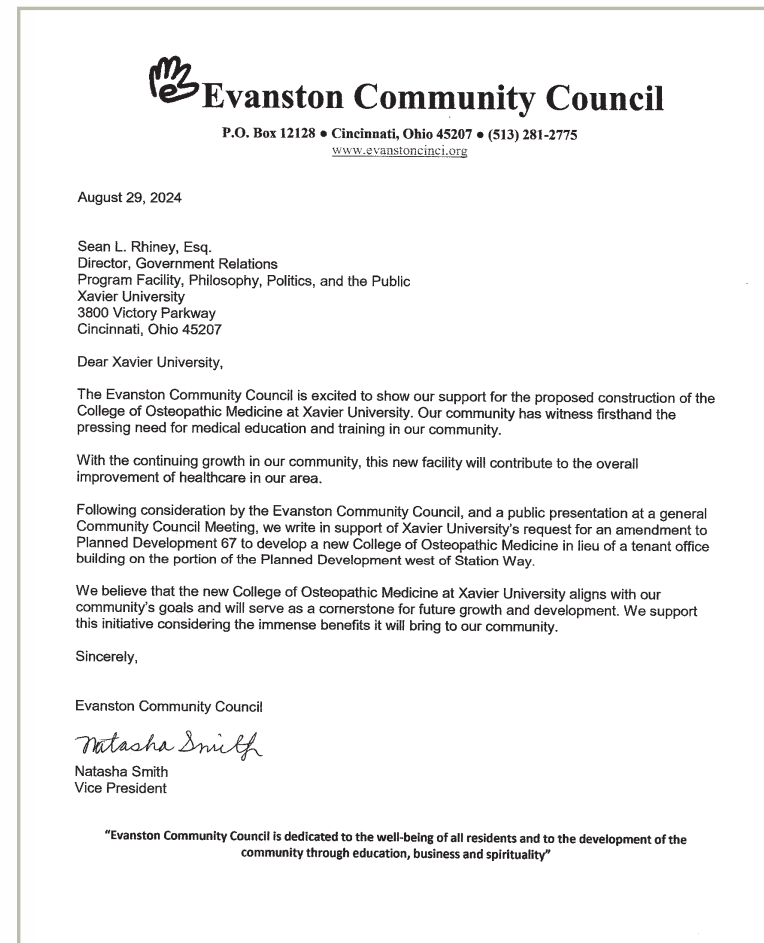 Evanston Community Council
P.O. Box 12128 ● Cincinnati, Ohio 45207 ● (513) 281-2775
www.evanstoncinci.org
August 29, 2024
Sean L. Rhiney, Esq.
Director, Government Relations
Program Facility, Philosophy, Politics, and the Public
Xavier University
3800 Victory Parkway
Cincinnati, Ohio 45207
Dear Xavier University,
The Evanston Community Council is excited to show our support for the proposed construction of the
College of Osteopathic Medicine at Xavier University. Our community has witness firsthand the
pressing need for medical education and training in our community.
With the continuing growth in our community, this new facility will contribute to the overall
improvement of healthcare in our area.
Following consideration by the Evanston Community Council, and a public presentation at a general
Community Council Meeting, we write in support of Xavier University's request for an amendment to
Planned Development 67 to develop a new College of Osteopathic Medicine in lieu of a tenant office
building on the portion of the Planned Development west of Station Way.
We believe that the new College of Osteopathic Medicine at Xavier University aligns with our
community's goals and will serve as a cornerstone for future growth and development. We support
this initiative considering the immense benefits it will bring to our community.
Sincerely,
Evanston Community Council
Natasha Smith
Natasha Smith
Vice President
"Evanston Community Council is dedicated to the well-being of all residents and to the development of the
community through education, business and spirituality"